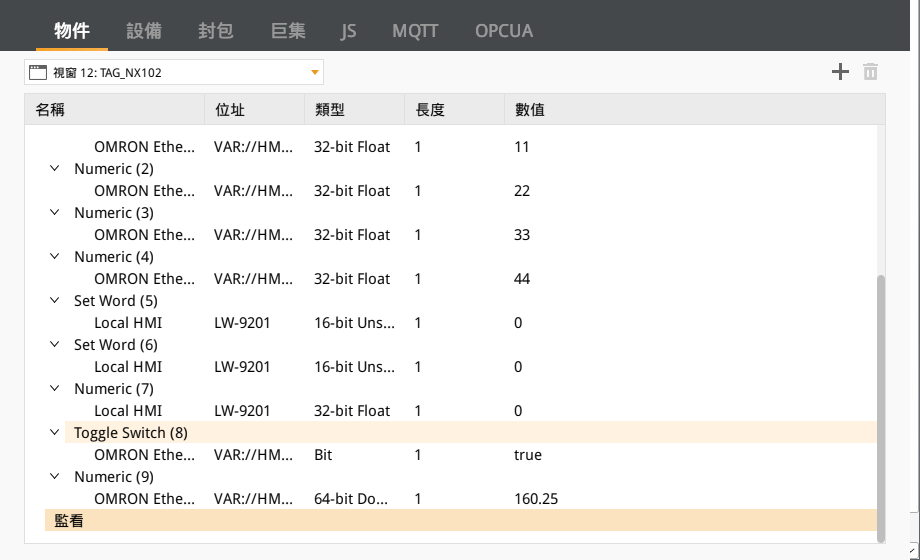 物件 設備 封包 巨集 JS MQTT OPCUA
視窗 12: TAG_NX102
名稱 位址 類型 長度 數值
OMRON Ethe... VAR://HM... 32-bit Float 1 11
Numeric (2)
OMRON Ethe... VAR://HM... 32-bit Float 1 22
Numeric (3)
OMRON Ethe... VAR://HM... 32-bit Float 1 33
Numeric (4)
OMRON Ethe... VAR://HM... 32-bit Float 1 44
Set Word (5)
Local HMI LW-9201 16-bit Uns... 1 0
Set Word (6)
Local HMI LW-9201 16-bit Uns... 1 0
Numeric (7)
Local HMI LW-9201 32-bit Float 1 0
Toggle Switch (8)
OMRON Ethe... VAR://HM... Bit 1 true
Numeric (9)
OMRON Ethe... VAR://HM... 64-bit Do... 1 160.25
監看